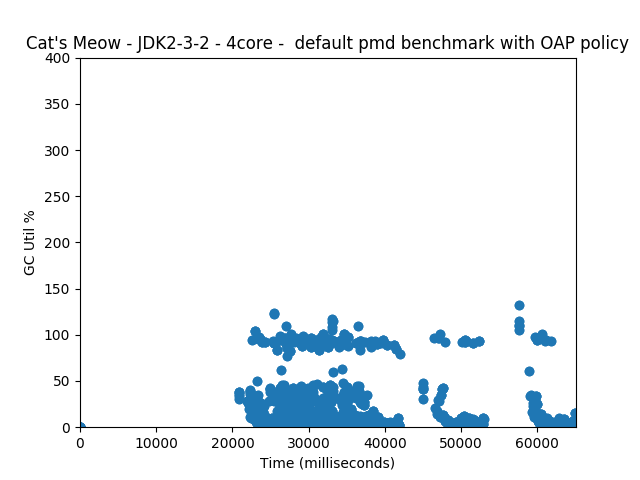 Cat's Meow - JDK2-3-2 - 4core -  default pmd benchmark with OAP policy
400
350
300
250
200
150
100
50
0
GC Util %
0 10000 20000 30000 40000 50000 60000
Time (milliseconds)